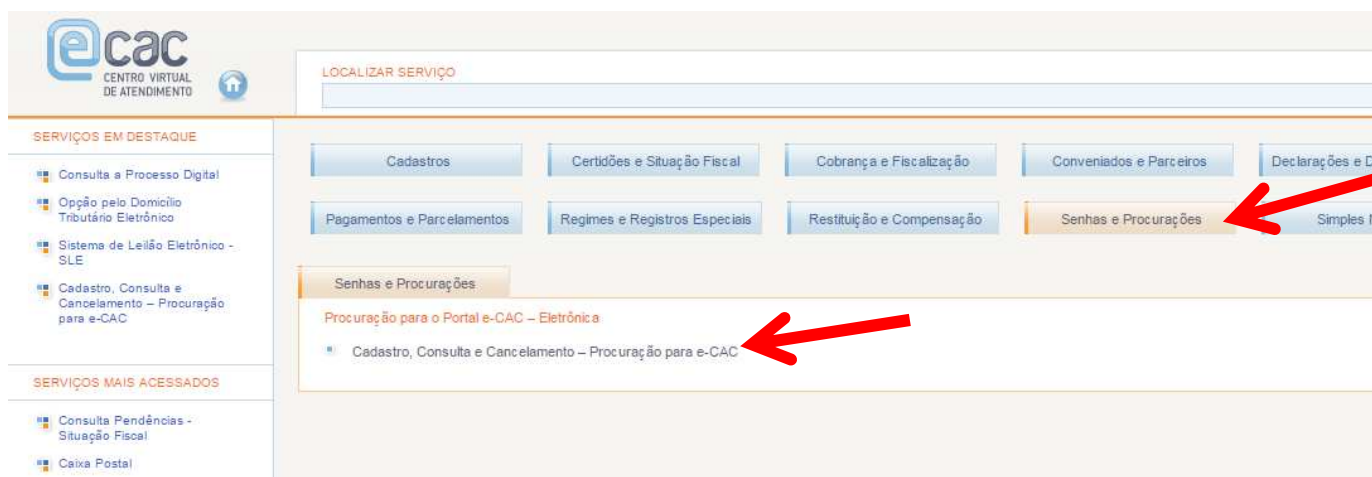 ecac
CENTRO VIRTUAL
DE ATENDIMENTO
LOCALIZAR SERVIÇO
SERVIÇOS EM DESTAQUE
Consulta a Processo Digital
Opção pelo Domicílio
Tributário Eletrônico
Sistema de Leilão Eletrônico -
SLE
Cadastro, Consulta e
Cancelamento – Procuração
para e-CAC
SERVIÇOS MAIS ACESSADOS
Consulta Pendências -
Situação Fiscal
Caixa Postal
Cadastros
Certidões e Situação Fiscal
Cobrança e Fiscalização
Conveniados e Parceiros
Declarações e D
Pagamentos e Parcelamentos
Regimes e Registros Especiais
Restituição e Compensação
Senhas e Procurações
Simples N
Senhas e Procurações
Procuração para o Portal e-CAC – Eletrônica
Cadastro, Consulta e Cancelamento – Procuração para e-CAC